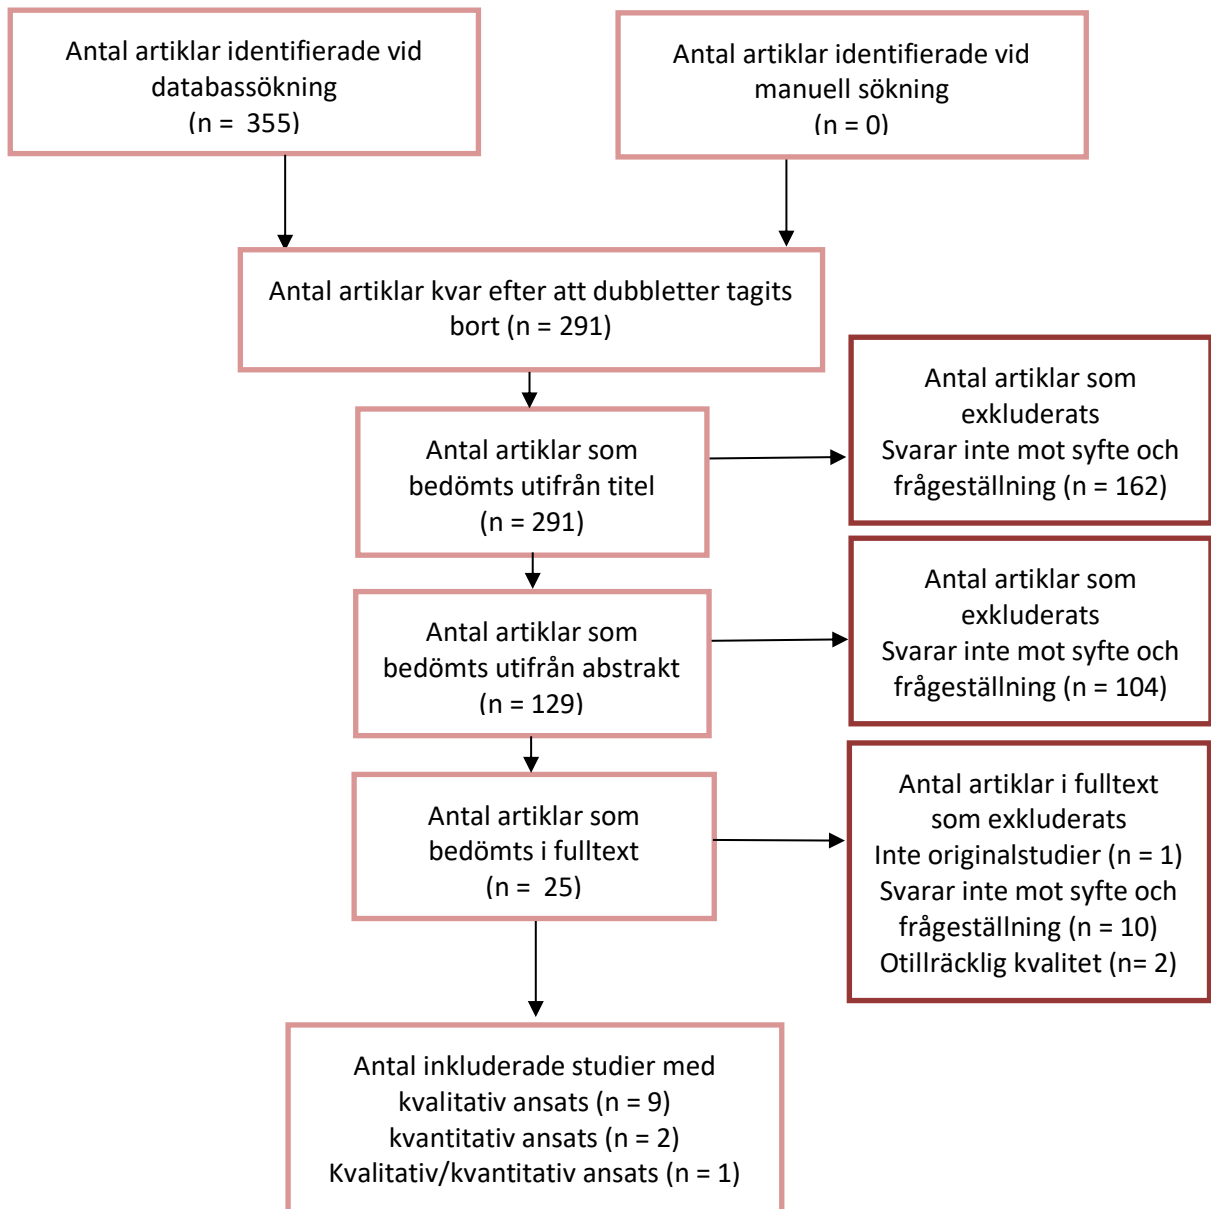 Antal artiklar identifierade vid
databassökning
(n =  355)
Antal artiklar identifierade vid
manuell sökning
(n = 0)
Antal artiklar kvar efter att dubbletter tagits
bort (n = 291)
Antal artiklar som
bedömts utifrån titel
(n = 291)
Antal artiklar som
exkluderats
Svarar inte mot syfte och
frågeställning (n = 162)
Antal artiklar som
bedömts utifrån abstrakt
(n = 129)
Antal artiklar som
exkluderats
Svarar inte mot syfte och
frågeställning (n = 104)
Antal artiklar som
bedömts i fulltext
(n =  25)
Antal artiklar i fulltext
som exkluderats
Inte originalstudier (n = 1)
Svarar inte mot syfte och
frågeställning (n = 10)
Otillräcklig kvalitet (n= 2)
Antal inkluderade studier med
kvalitativ ansats (n = 9)
kvantitativ ansats (n = 2)
Kvalitativ/kvantitativ ansats (n = 1)